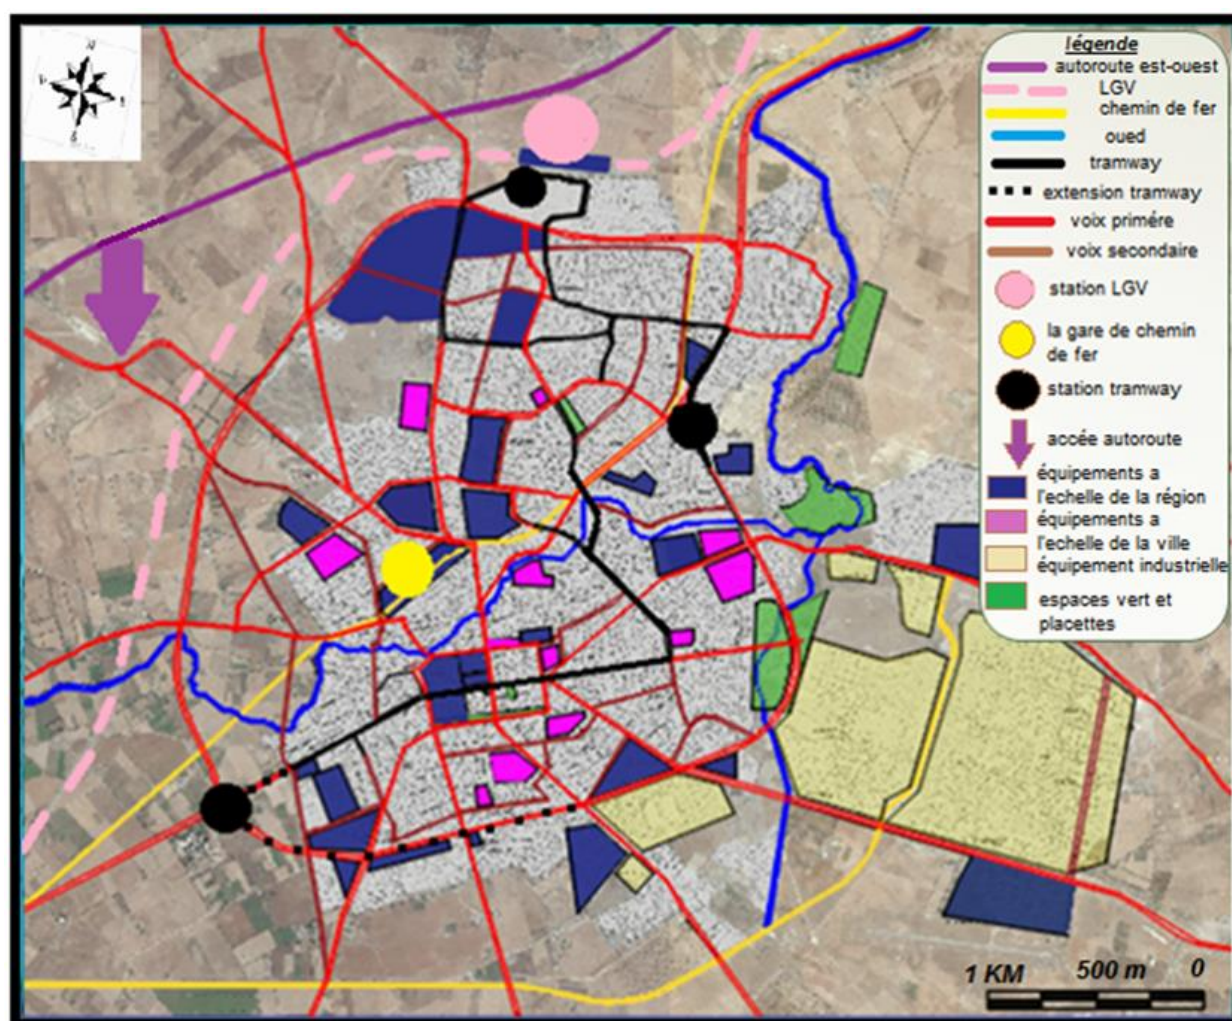 N
légende
autoroute est-ouest
LGV
chemin de fer
oued
tramway
extension tramway
voix primére
voix secondaire
station LGV
la gare de chemin
de fer
station tramway
accée autoroute
équipements a
l'echelle de la région
équipements a
l'echelle de la ville
équipement industrielle
espaces vert et
placettes
1 KM 500 m 0